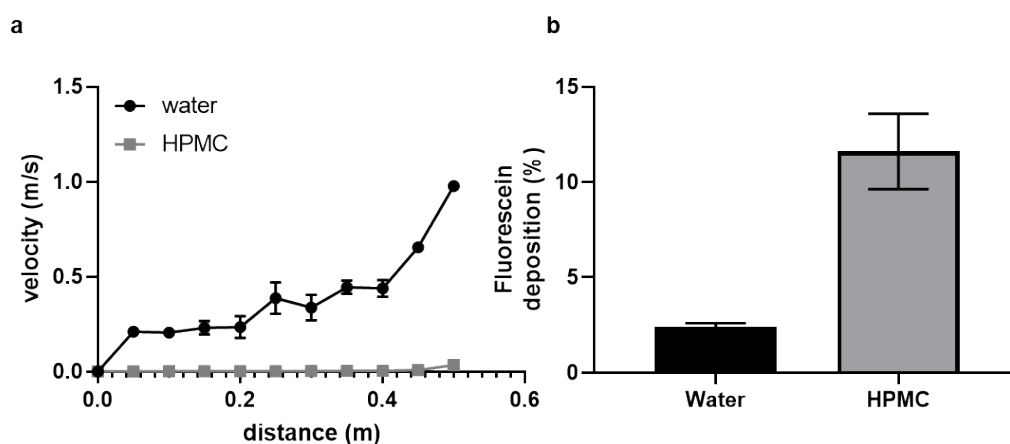 a
velocity (m/s)
1.5
1.0
0.5
0.0
water
HPMC
0.0
0.2
0.4
0.6
distance (m)
b
Fluorescein
deposition (%)
15
10
5
0
Water
HPMC